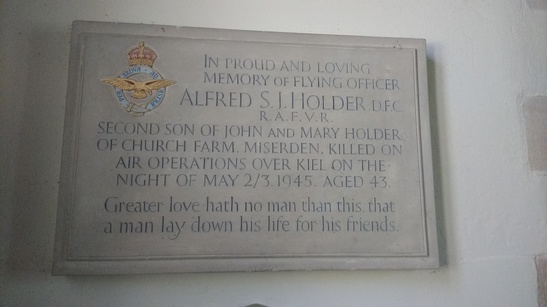 IN PROUD AND LOVING
MEMORY OF FLYING OFFICER
ALFRED S. J. HOLDER D.F.C
R.A.F.V.R.
SECOND SON OF JOHN AND MARY HOLDER
OF CHURCH FARM, MISERDEN, KILLED ON
AIR OPERATIONS OVER KIEL ON THE
NIGHT OF MAY 2/3. 1945. AGED 43.
Greater love hath no man than this, that
a man lay down his life for his friends.